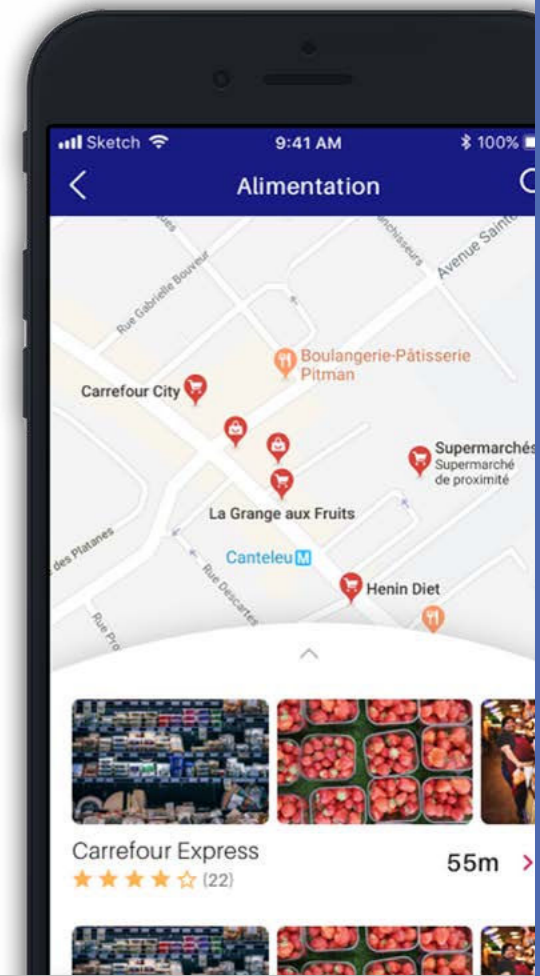 Sketch
9:41 AM
100%
Alimentation
Rue Gabrielle Bouveur
Avenue
Boulangerie-Pâtisserie
Pitman
Carrefour City
Supermarchés
Supermarché
de proximité
La Grange aux Fruits
des Platanes
Canteleu M
Rue Descartes
Henin Diet
Carrefour Express
(22)
55m